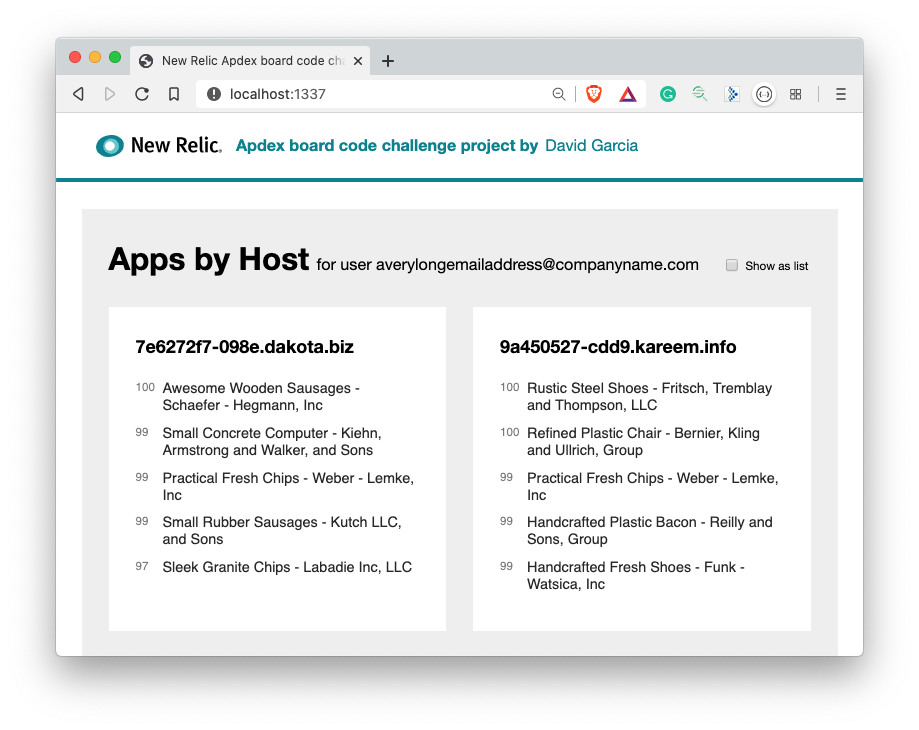 New Relic Apdex board code ch
localhost:1337
New Relic. Apdex board code challenge project by David Garcia
Apps by Host for user averylongemailaddress@companyname.com Show as list
7e6272f7-098e.dakota.biz
100 Awesome Wooden Sausages -
Schaefer - Hegmann, Inc
99 Small Concrete Computer - Kiehn,
Armstrong and Walker, and Sons
99 Practical Fresh Chips - Weber - Lemke,
Inc
99 Small Rubber Sausages - Kutch LLC,
and Sons
97 Sleek Granite Chips - Labadie Inc, LLC
9a450527-cdd9.kareem.info
100 Rustic Steel Shoes - Fritsch, Tremblay
and Thompson, LLC
100 Refined Plastic Chair - Bernier, Kling
and Ullrich, Group
99 Practical Fresh Chips - Weber - Lemke,
Inc
99 Handcrafted Plastic Bacon - Reilly and
Sons, Group
99 Handcrafted Fresh Shoes - Funk -
Watsica, Inc